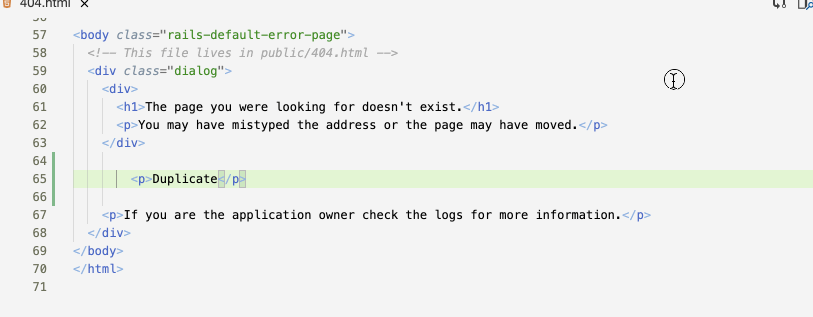 404.html ×
56
57 <body class="rails-default-error-page">
58 <!-- This file lives in public/404.html -->
59 <div class="dialog">
60 <div>
61 <h1>The page you were looking for doesn't exist.</h1>
62 <p>You may have mistyped the address or the page may have moved.</p>
63 </div>
64
65 <p>Duplicate</p>
66
67 <p>If you are the application owner check the logs for more information.</p>
68 </div>
69 </body>
70 </html>
71